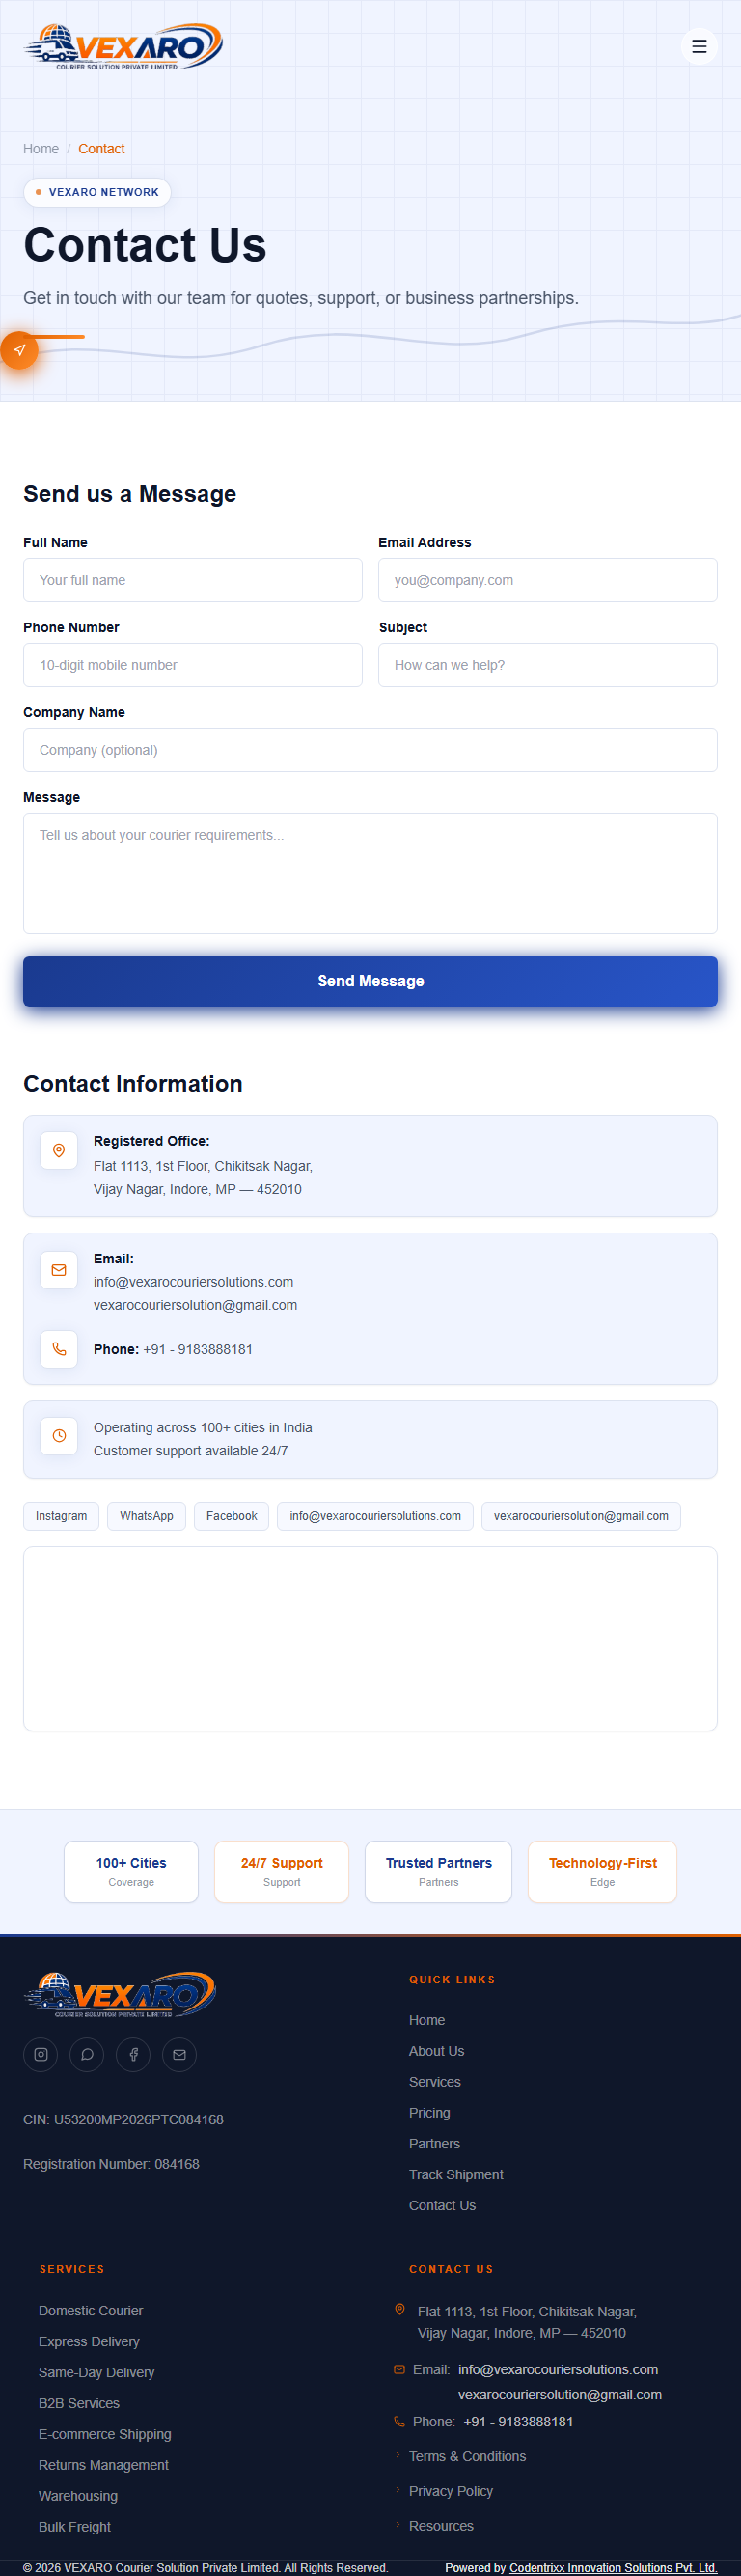 VEXARO
COURIER SOLUTION PRIVATE LIMITED
Home / Contact
VEXARO NETWORK
Contact Us
Get in touch with our team for quotes, support, or business partnerships.
Send us a Message
Full Name
Email Address
Your full name
you@company.com
Phone Number
Subject
10-digit mobile number
How can we help?
Company Name
Company (optional)
Message
Tell us about your courier requirements...
Send Message
Contact Information
Registered Office:
Flat 1113, 1st Floor, Chikitsak Nagar,
Vijay Nagar, Indore, MP — 452010
Email:
info@vexarocouriersolutions.com
vexarocouriersolution@gmail.com
Phone: +91 - 9183888181
Operating across 100+ cities in India
Customer support available 24/7
Instagram
WhatsApp
Facebook
info@vexarocouriersolutions.com
vexarocouriersolution@gmail.com
100+ Cities
Coverage
24/7 Support
Support
Trusted Partners
Partners
Technology-First
Edge
VEXARO
COURIER SOLUTION PRIVATE LIMITED
CIN: U53200MP2026PTC084168
Registration Number: 084168
QUICK LINKS
Home
About Us
Services
Pricing
Partners
Track Shipment
Contact Us
SERVICES
Domestic Courier
Express Delivery
Same-Day Delivery
B2B Services
E-commerce Shipping
Returns Management
Warehousing
Bulk Freight
CONTACT US
Flat 1113, 1st Floor, Chikitsak Nagar,
Vijay Nagar, Indore, MP — 452010
Email: info@vexarocouriersolutions.com
vexarocouriersolution@gmail.com
Phone: +91 - 9183888181
Terms & Conditions
Privacy Policy
Resources
© 2026 VEXARO Courier Solution Private Limited. All Rights Reserved.
Powered by Codentrixx Innovation Solutions Pvt. Ltd.